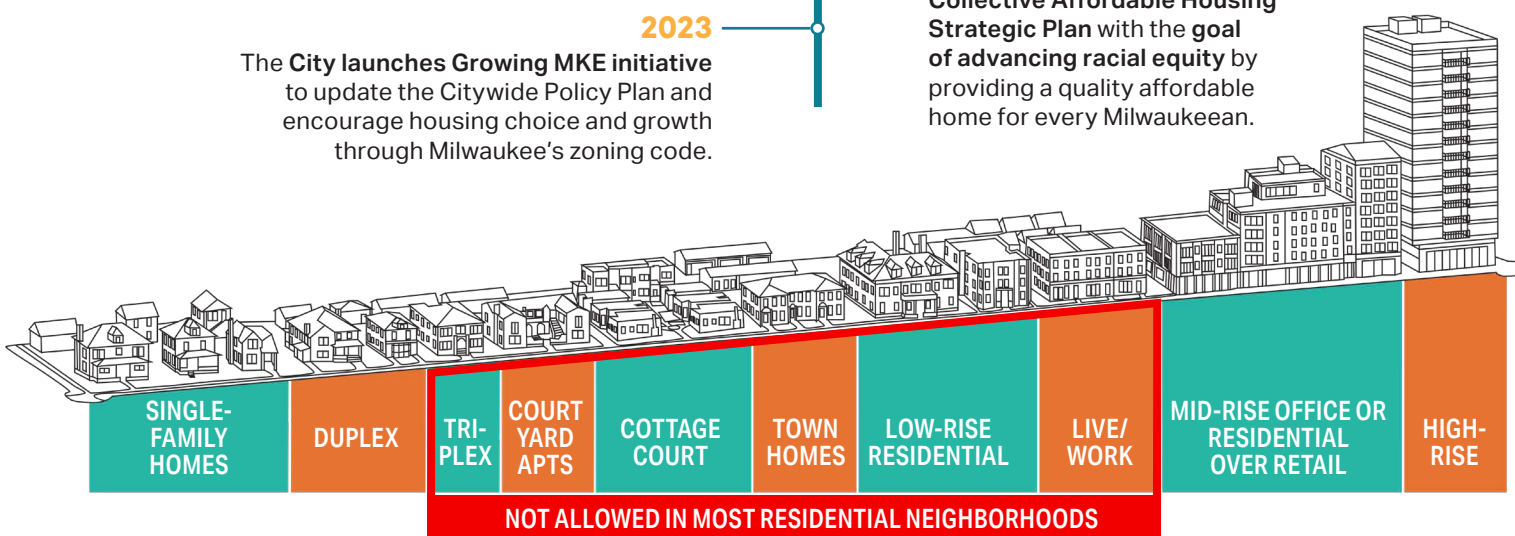 2023
The City launches Growing MKE initiative
to update the Citywide Policy Plan and
encourage housing choice and growth
through Milwaukee's zoning code.
Collective Affordable Housing
Strategic Plan with the goal
of advancing racial equity by
providing a quality affordable
home for every Milwaukeean.
SINGLE-
FAMILY
HOMES
DUPLEX
TRI-
PLEX
COURT
YARD
APTS
COTTAGE
COURT
TOWN
HOMES
LOW-RISE
RESIDENTIAL
LIVE/
WORK
MID-RISE OFFICE OR
RESIDENTIAL
OVER RETAIL
HIGH-
RISE
NOT ALLOWED IN MOST RESIDENTIAL NEIGHBORHOODS